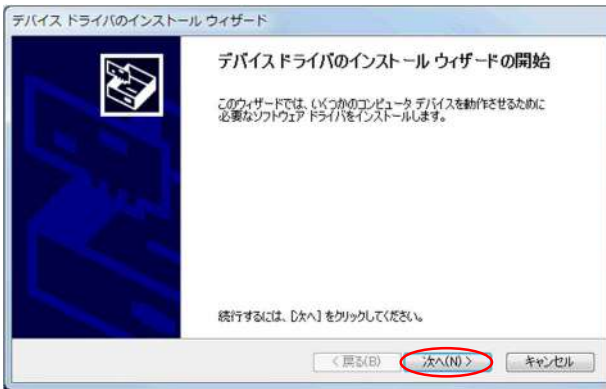 デバイス ドライバのインストール ウィザード
デバイス ドライバのインストール ウィザードの開始
このウィザードでは、いくつかのコンピュータ デバイスを動作させるために
必要なソフトウェア ドライバをインストールします。
続行するには、[次へ] をクリックしてください。
< 戻る(B)
次へ(N) >
キャンセル